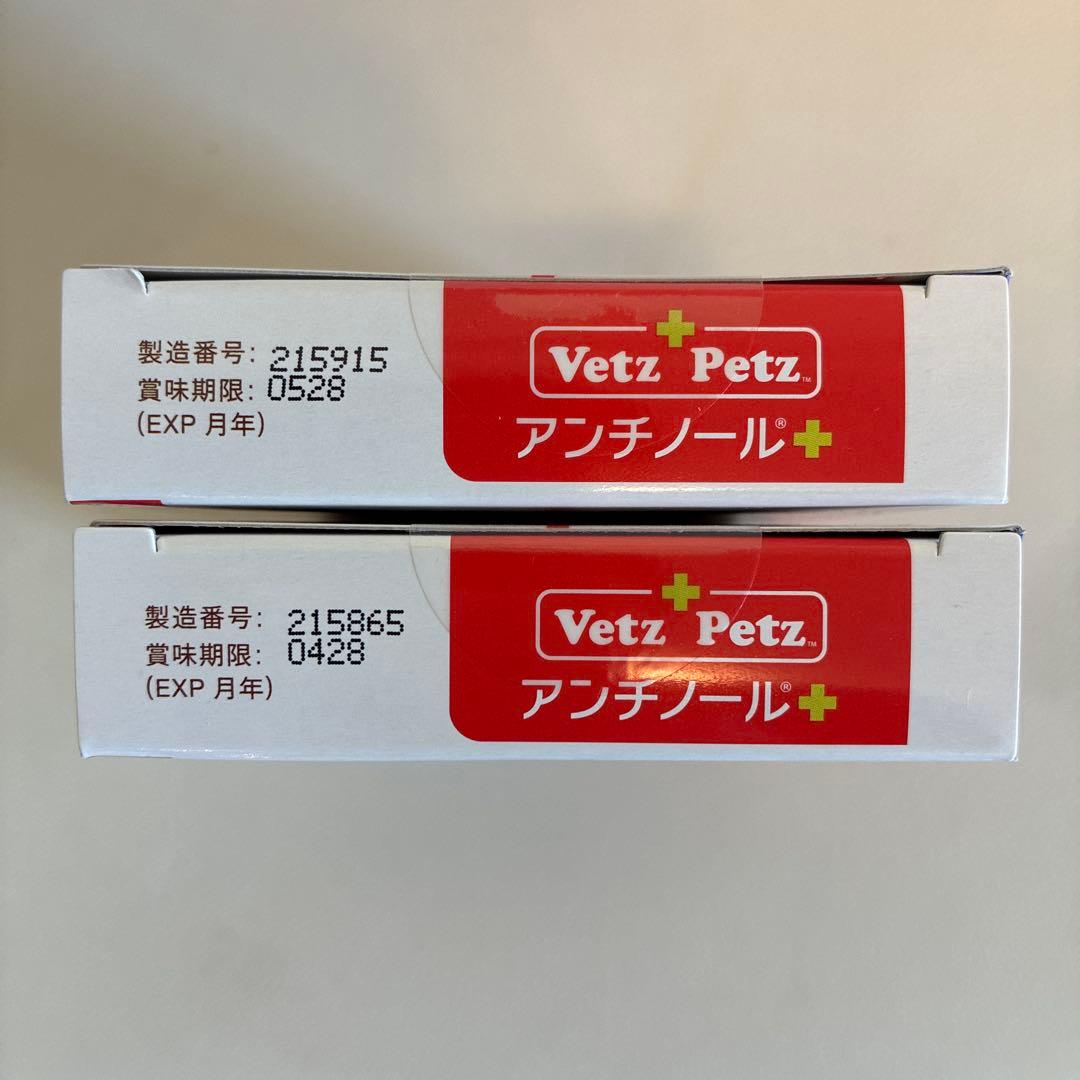 製造番号: 215915
賞味期限: 0528
(EXP 月年)
Vetz Petz™
アンチノール®+
製造番号: 215865
賞味期限: 0428
(EXP 月年)
Vetz Petz™
アンチノール®+